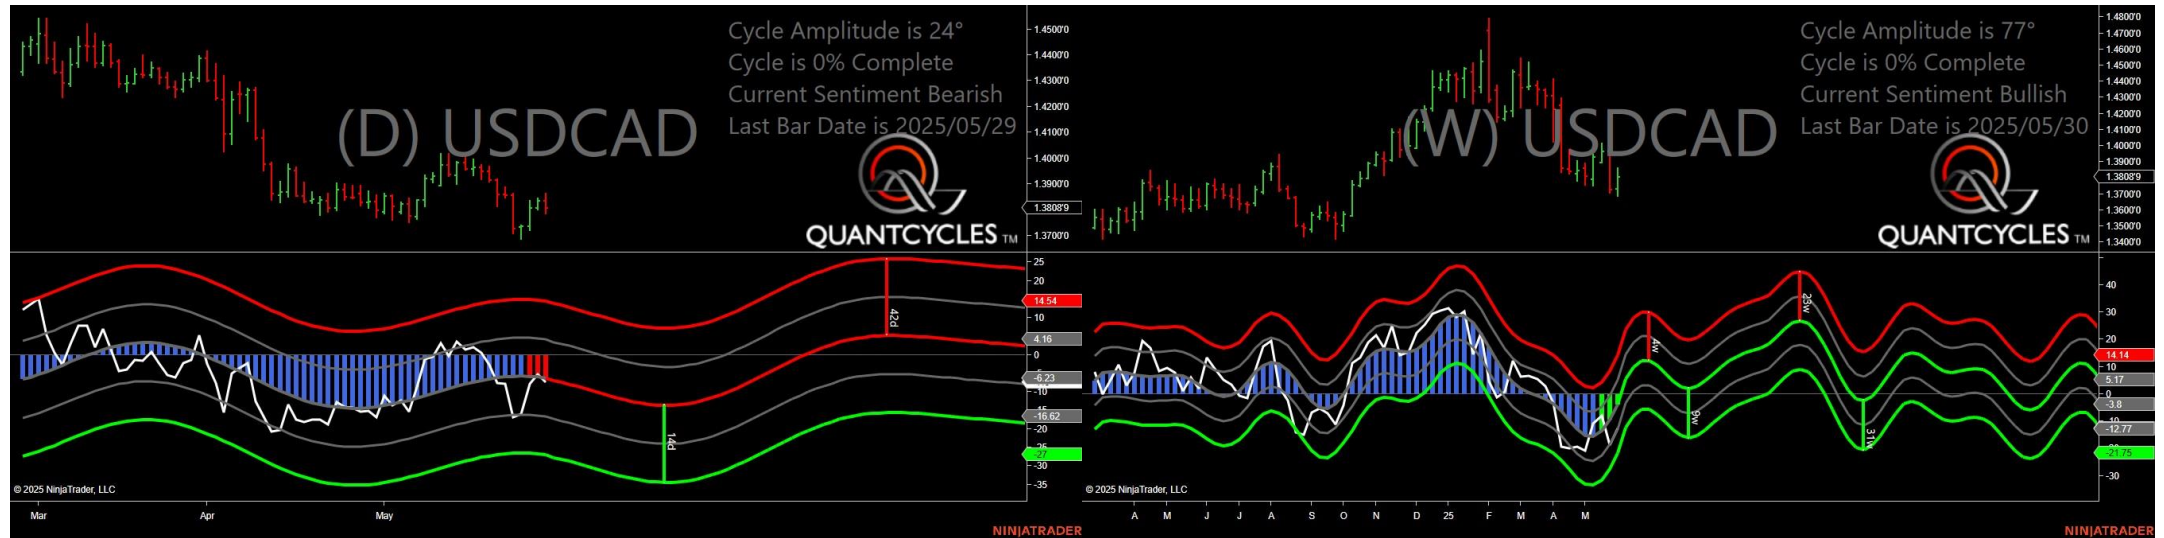 Cycle Amplitude is 24°
Cycle is 0% Complete
Current Sentiment Bearish
Last Bar Date is 2025/05/29
(D) USDCAD
QUANTCYCLES TM
1.4500'0
1.4400'0
1.4300'0
1.4200'0
1.4100'0
1.4000'0
1.3900'0
1.3808'9
1.3700'0
25
20
14.54
10
4.16
0
-6.23
-10
-16.62
-20
-27
-30
-35
42d
14d
© 2025 NinjaTrader, LLC
Mar Apr May
NINJATRADER
Cycle Amplitude is 77°
Cycle is 0% Complete
Current Sentiment Bullish
Last Bar Date is 2025/05/30
(W) USDCAD
QUANTCYCLES TM
1.4800'0
1.4700'0
1.4600'0
1.4500'0
1.4400'0
1.4300'0
1.4200'0
1.4100'0
1.4000'0
1.3900'0
1.3808'9
1.3700'0
1.3600'0
1.3500'0
1.3400'0
40
30
20
14.14
5.17
0
-3.8
-12.77
-21.75
-30
4w
9w
23w
31w
© 2025 NinjaTrader, LLC
A M J J A S O N D 25 F M A M
NINJATRADER